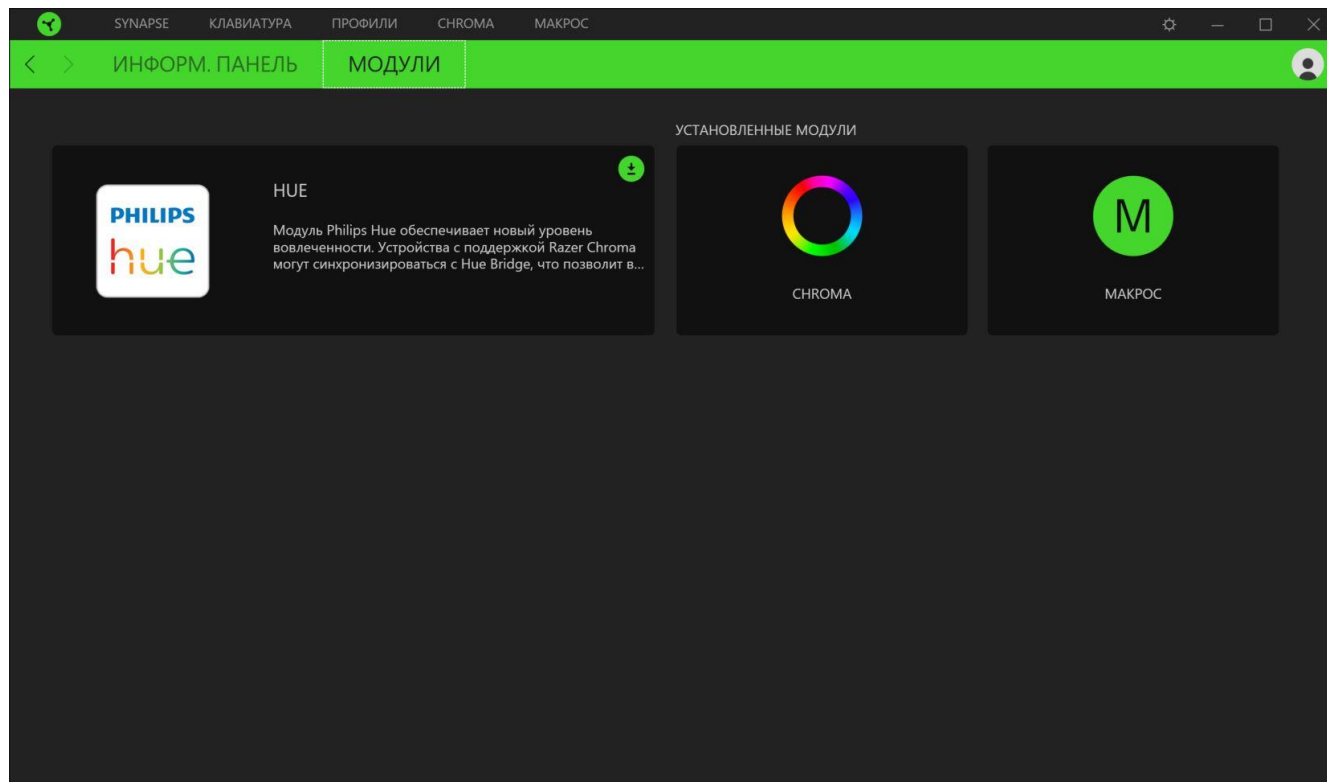 SYNAPSE КЛАВИАТУРА ПРОФИЛИ CHROMA МАКРОС
ИНФОРМ. ПАНЕЛЬ МОДУЛИ
УСТАНОВЛЕННЫЕ МОДУЛИ
PHILIPS
hue
HUE
Модуль Philips Hue обеспечивает новый уровень
вовлеченности. Устройства с поддержкой Razer Chroma
могут синхронизироваться с Hue Bridge, что позволит в...
CHROMA
M
МАКРОС